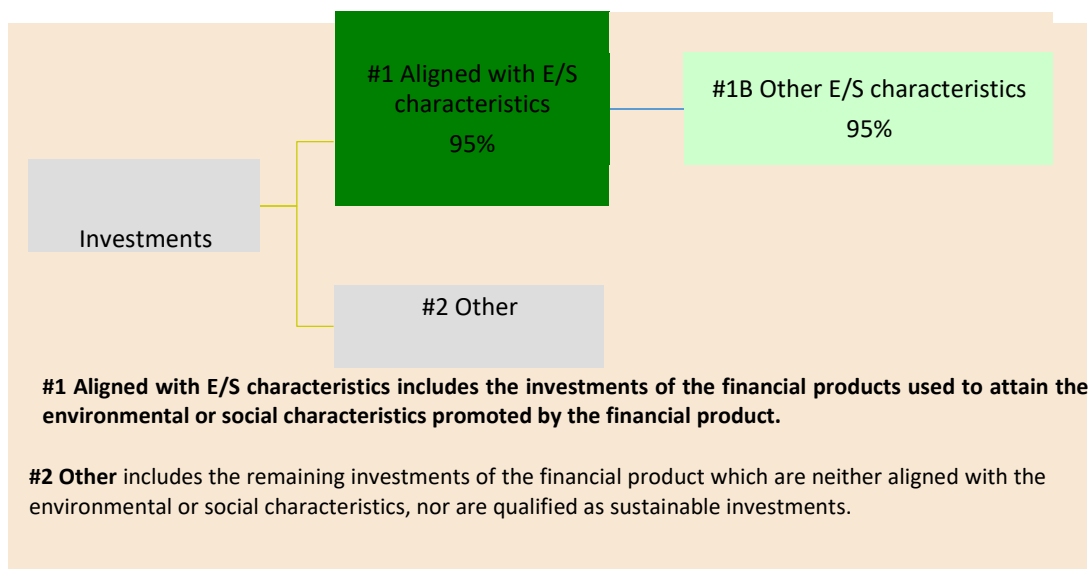 #1 Aligned with E/S
characteristics
95%
#1B Other E/S characteristics
95%
Investments
#2 Other
#1 Aligned with E/S characteristics includes the investments of the financial products used to attain the
environmental or social characteristics promoted by the financial product.
#2 Other includes the remaining investments of the financial product which are neither aligned with the
environmental or social characteristics, nor are qualified as sustainable investments.